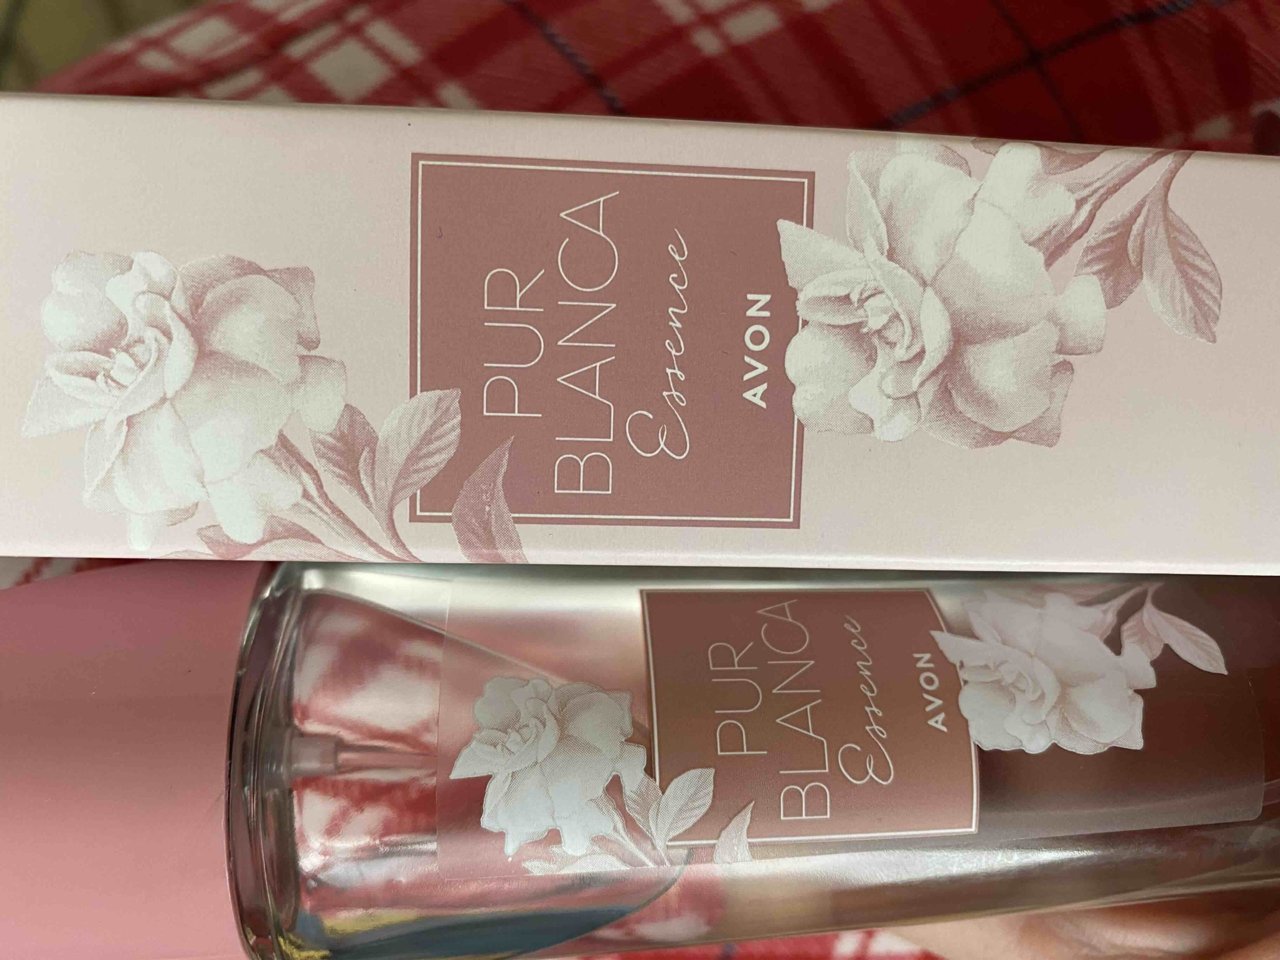 PUR
BLANCA
Essence
AVON
PUR
BLANCA
Essence
AVON